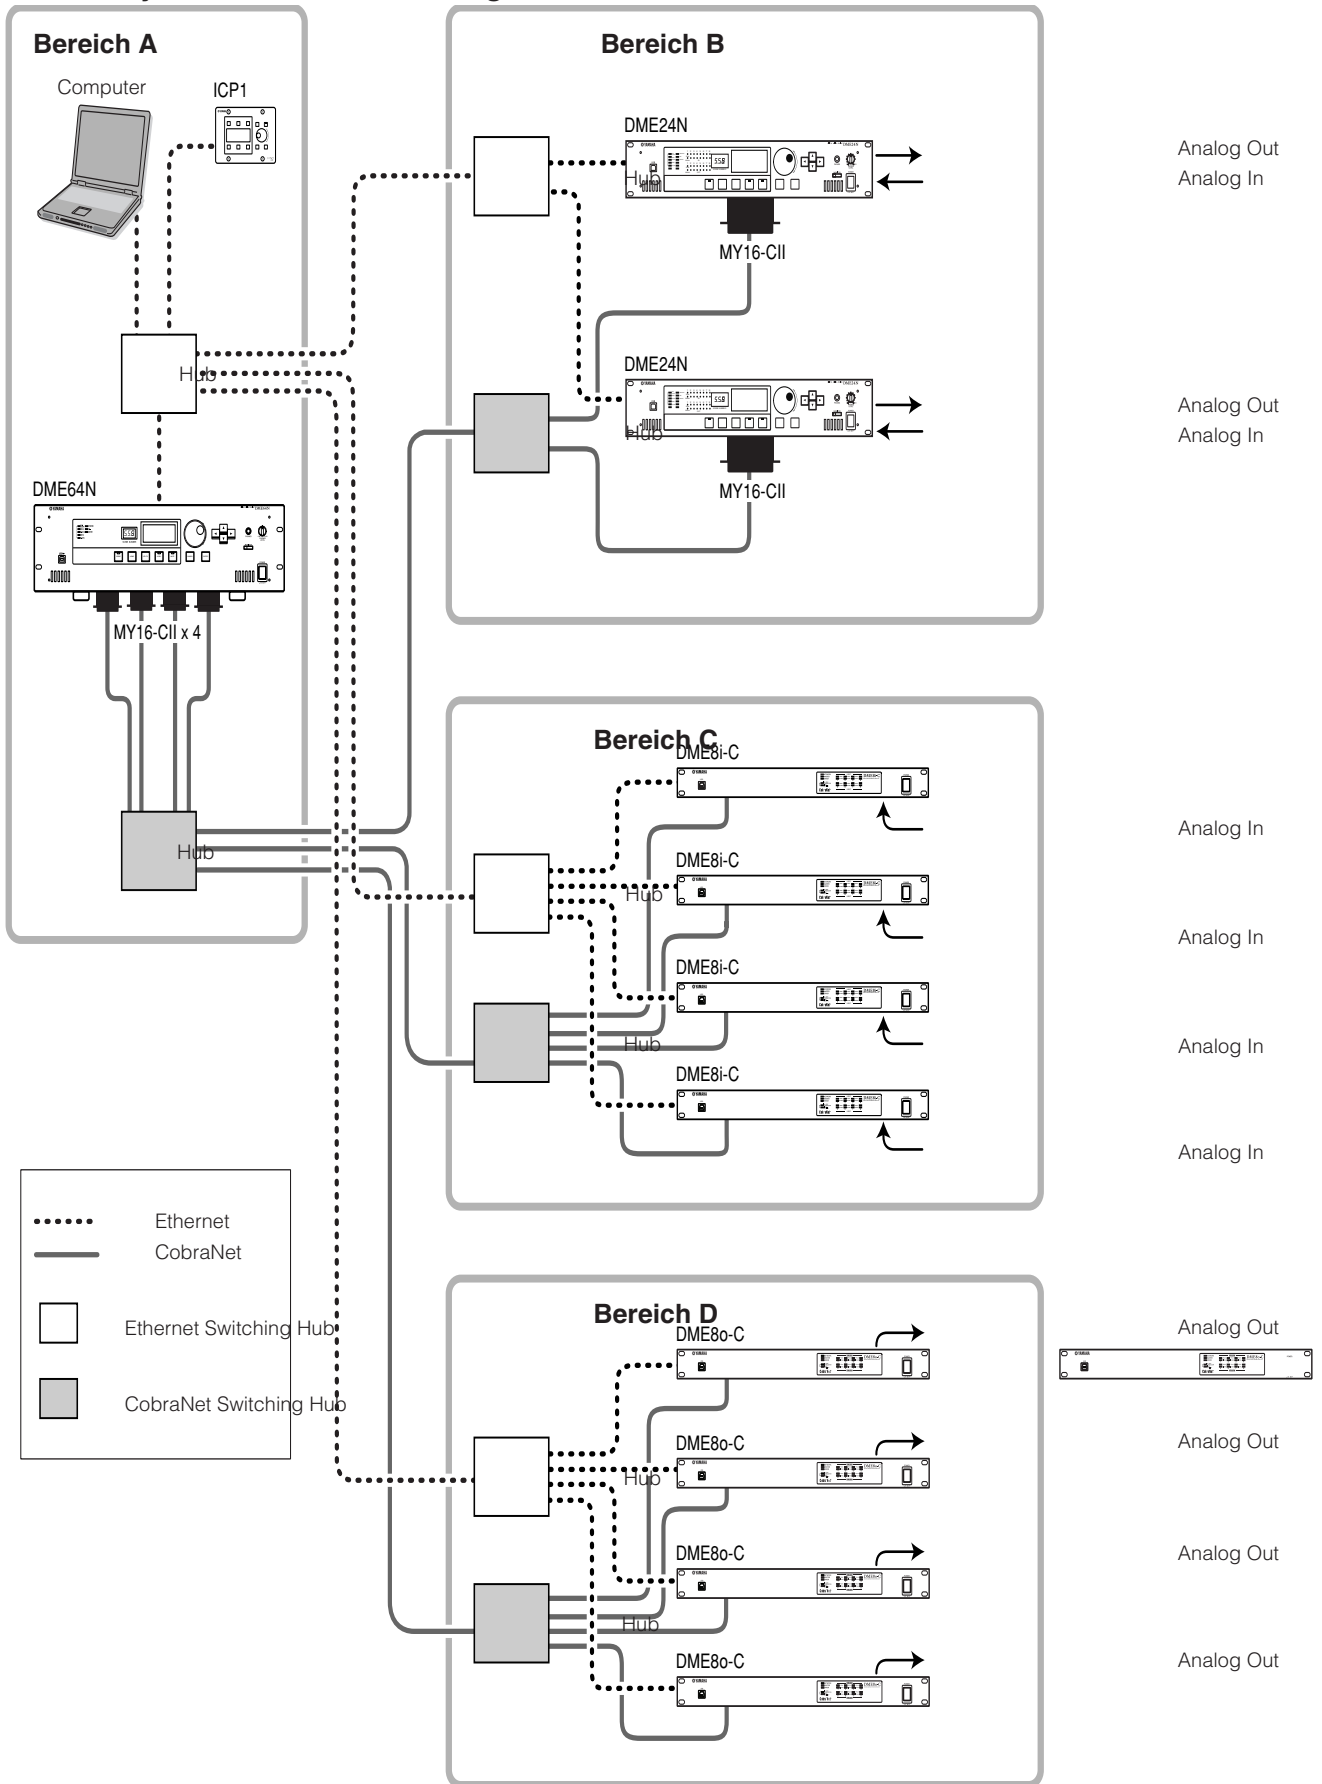 Bereich A
Computer
ICP1
Hub
DME64N
MY16-CII x 4
Hub
Bereich B
DME24N
Hub
MY16-CII
Analog Out
Analog In
DME24N
Hub
MY16-CII
Analog Out
Analog In
Bereich C
DME8i-C
Analog In
DME8i-C
Hub
Analog In
DME8i-C
Hub
Analog In
DME8i-C
Analog In
Ethernet
CobraNet
Ethernet Switching Hub
CobraNet Switching Hub
Bereich D
DME8o-C
Analog Out
DME8o-C
Hub
Analog Out
DME8o-C
Hub
Analog Out
DME8o-C
Analog Out